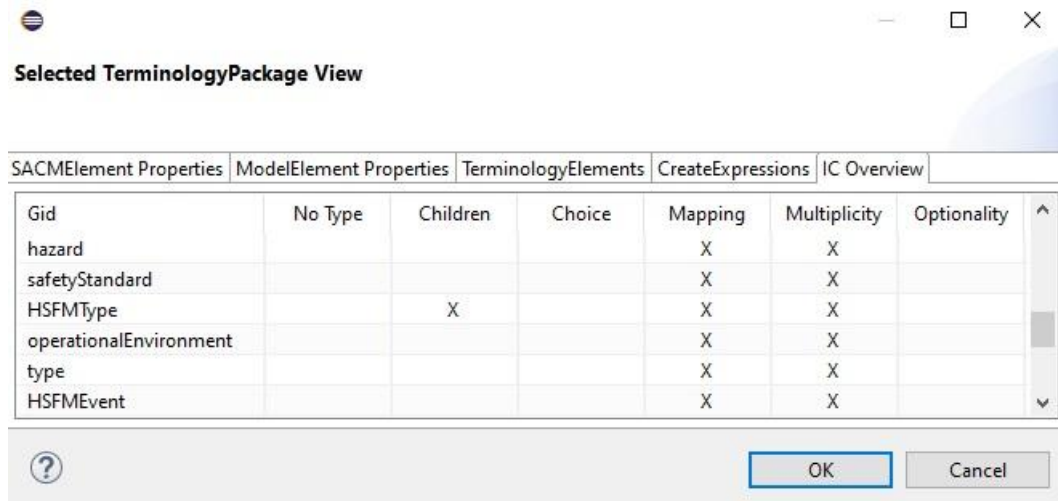 Selected TerminologyPackage View
SACMElement Properties ModelElement Properties TerminologyElements CreateExpressions IC Overview
Gid No Type Children Choice Mapping Multiplicity Optionality
hazard X X
safetyStandard X X
HSFMType X X X
operationalEnvironment X X
type X X
HSFMEvent X X
? OK Cancel